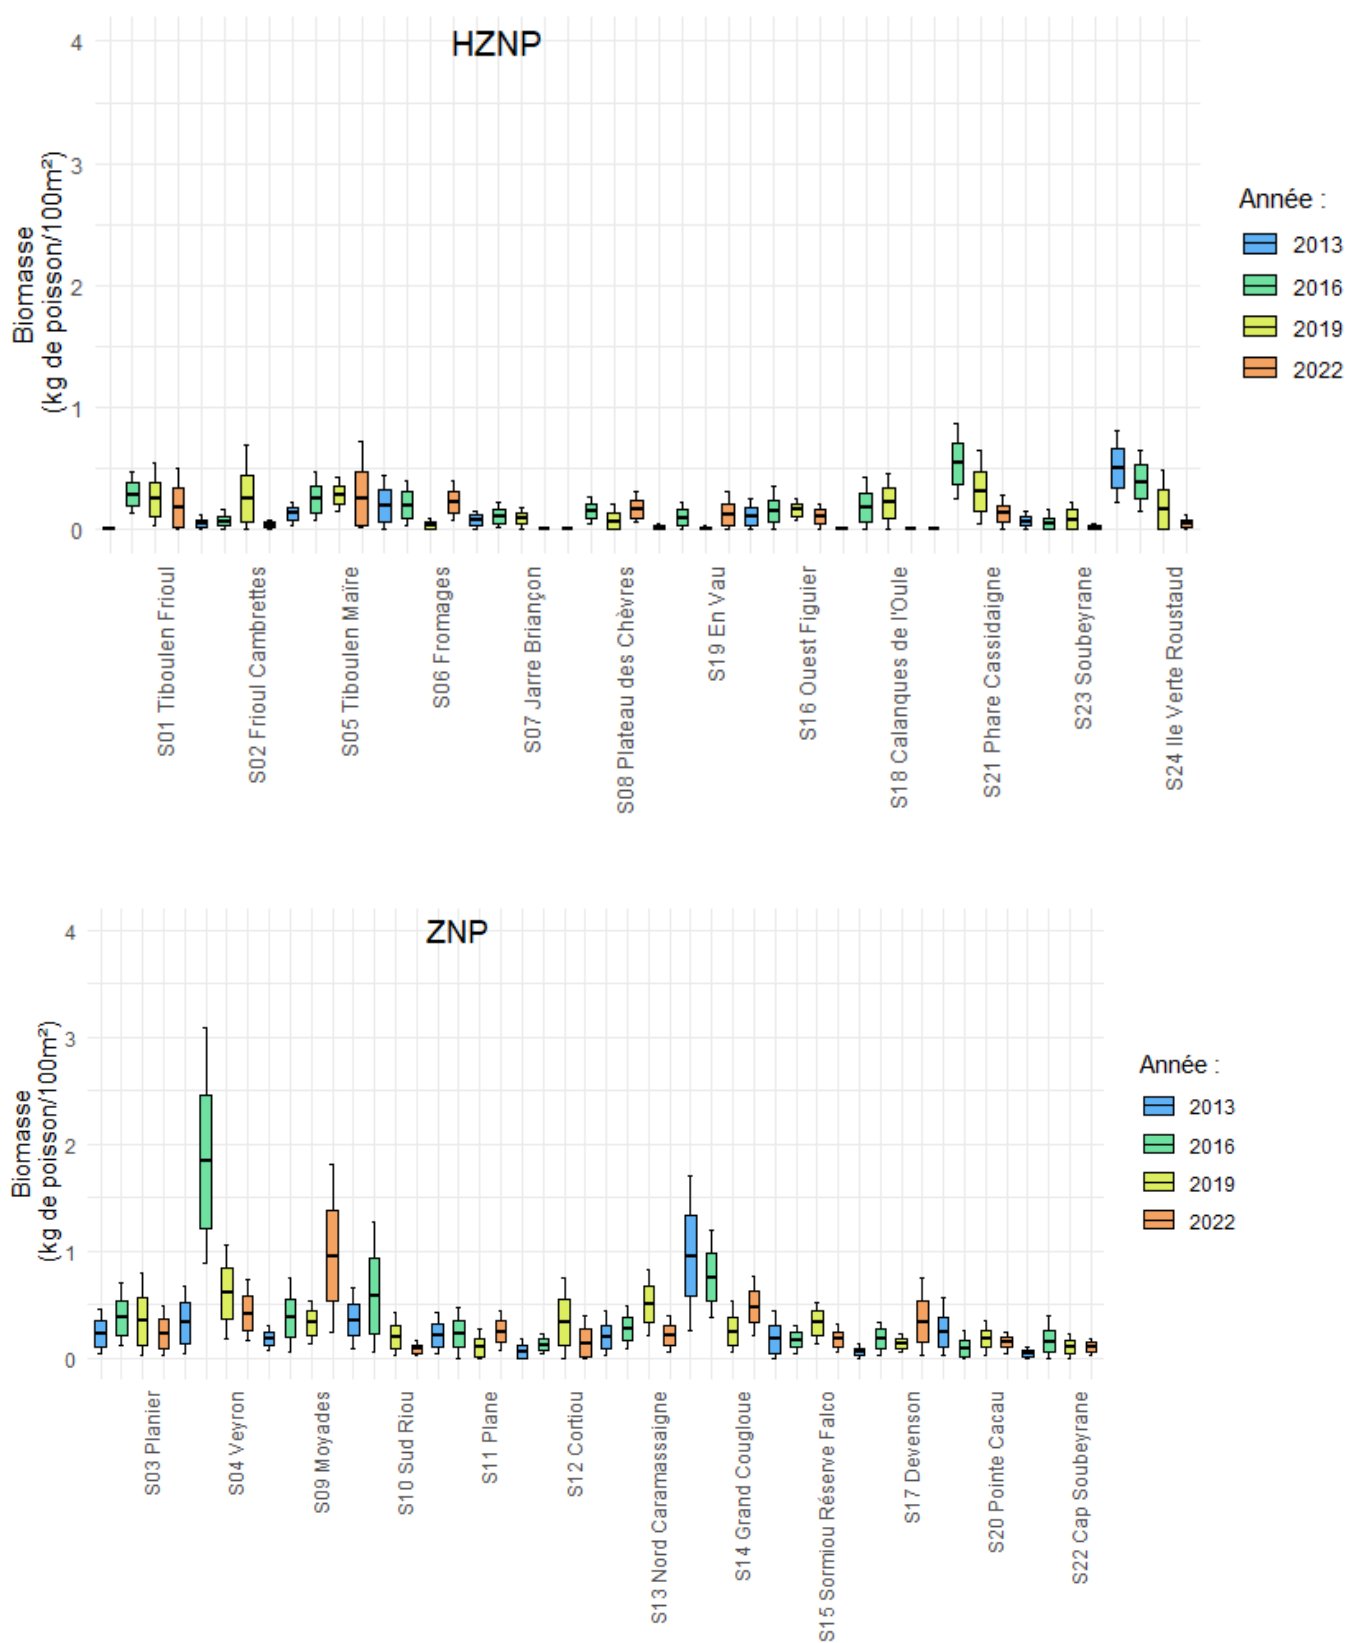 HZNP
4
3
2
1
0
Biomasse
(kg de poisson/100m²)
S01 Tiboulen Frioul
S02 Frioul Cambrettes
S05 Tiboulen Maïre
S06 Fromages
S07 Jarre Briançon
S08 Plateau des Chèvres
S19 En Vau
S16 Ouest Figuier
S18 Calanques de l'Oule
S21 Phare Cassidaigne
S23 Soubeyrane
S24 Ile Verte Roustaud
Année :
2013
2016
2019
2022
ZNP
4
3
2
1
0
Biomasse
(kg de poisson/100m²)
S03 Planier
S04 Veyron
S09 Moyades
S10 Sud Riou
S11 Plane
S12 Cortiou
S13 Nord Caramassaigne
S14 Grand Congloue
S15 Sormiou Réserve Falco
S17 Devenson
S20 Pointe Cacau
S22 Cap Soubeyrane
Année :
2013
2016
2019
2022